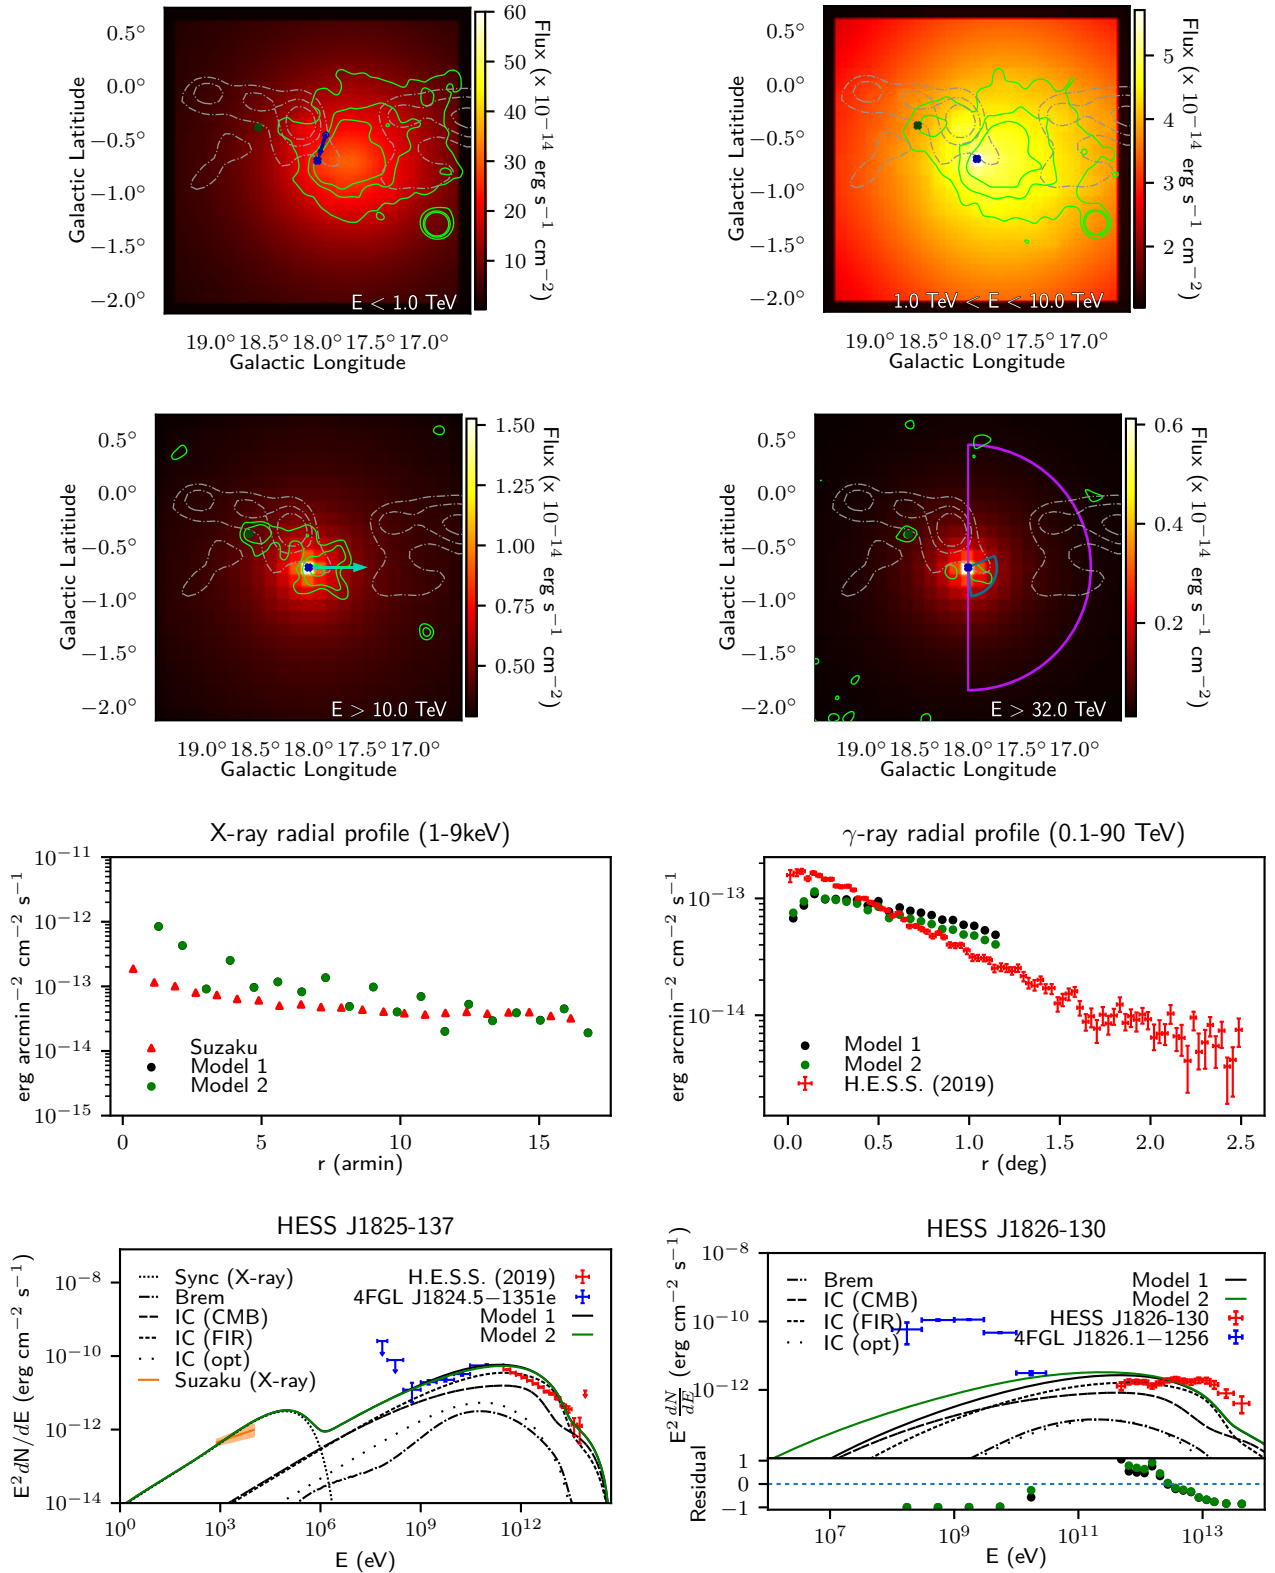 0.5°
0.0°
−0.5°
−1.0°
−1.5°
−2.0°
Galactic Latitiude
E < 1.0 TeV
19.0° 18.5° 18.0° 17.5° 17.0°
Galactic Longitude
60
50
40
30
20
10
Flux (x 10−14 erg s−1 cm−2)
0.5°
0.0°
−0.5°
−1.0°
−1.5°
−2.0°
Galactic Latitiude
1.0 TeV < E < 10.0 TeV
19.0° 18.5° 18.0° 17.5° 17.0°
Galactic Longitude
5
4
3
2
Flux (x 10−14 erg s−1 cm−2)
0.5°
0.0°
−0.5°
−1.0°
−1.5°
−2.0°
Galactic Latitiude
E > 10.0 TeV
19.0° 18.5° 18.0° 17.5° 17.0°
Galactic Longitude
1.50
1.25
1.00
0.75
0.50
Flux (x 10−14 erg s−1 cm−2)
0.5°
0.0°
−0.5°
−1.0°
−1.5°
−2.0°
Galactic Latitiude
E > 32.0 TeV
19.0° 18.5° 18.0° 17.5° 17.0°
Galactic Longitude
0.6
0.4
0.2
Flux (x 10−14 erg s−1 cm−2)
X-ray radial profile (1-9keV)
10−11
10−12
10−13
10−14
10−15
erg arcmin−2 cm−2 s−1
Suzaku
Model 1
Model 2
0 5 10 15
r (armin)
γ-ray radial profile (0.1-90 TeV)
10−13
10−14
erg arcmin−2 cm−2 s−1
Model 1
Model 2
H.E.S.S. (2019)
0.0 0.5 1.0 1.5 2.0 2.5
r (deg)
HESS J1825-137
10−8
10−10
10−12
10−14
E2dN/dE (erg cm−2 s−1)
Sync (X-ray)
Brem
IC (CMB)
IC (FIR)
IC (opt)
Suzaku (X-ray)
H.E.S.S. (2019)
4FGL J1824.5−1351e
Model 1
Model 2
100 103 106 109 1012
E (eV)
HESS J1826-130
10−8
10−10
10−12
E2 dN/dE (erg cm−2 s−1)
Brem
IC (CMB)
IC (FIR)
IC (opt)
Model 1
Model 2
HESS J1826-130
4FGL J1826.1−1256
1
0
−1
Residual
107 109 1011 1013
E (eV)